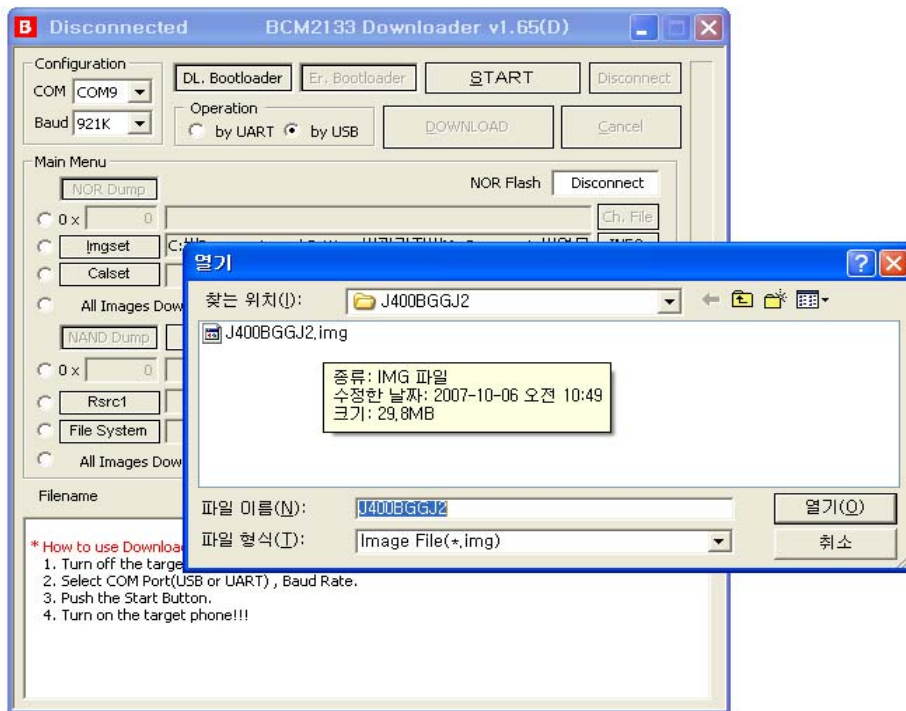 B Disconnected BCM2133 Downloader v1.65(D)
Configuration
COM COM9
Baud 921K
DL. Bootloader Er. Bootloader START Disconnect
Operation
by UART by USB DOWNLOAD Cancel
Main Menu
NOR Dump NOR Flash Disconnect
0 x 0 Ch. File
Imgset
Calset
All Images Dow
NAND Dump
0 x 0
Rsrc1
File System
All Images Dow
Filename
* How to use Downloa
1. Turn off the targe
2. Select COM Port(USB or UART) , Baud Rate.
3. Push the Start Button.
4. Turn on the target phone!!!
열기
찾는 위치(I): J400BGGJ2
J400BGGJ2.img
종류: IMG 파일
수정한 날짜: 2007-10-06 오전 10:49
크기: 29.8MB
파일 이름(N): J400BGGJ2 열기(O)
파일 형식(T): Image File(*.img) 취소